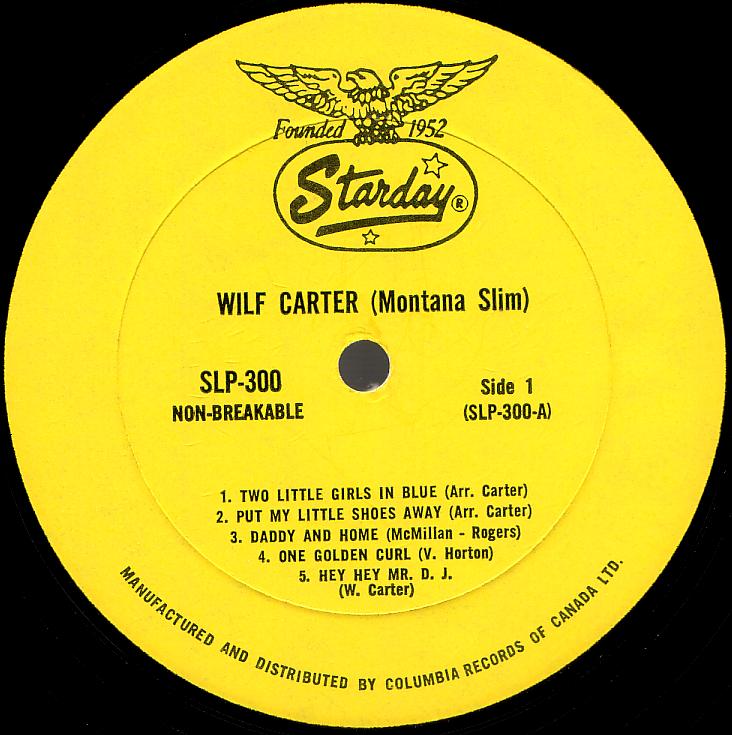 Founded 1952
Starday ®
WILF CARTER (Montana Slim)
SLP-300
NON-BREAKABLE
Side 1
(SLP-300-A)
1. TWO LITTLE GIRLS IN BLUE (Arr. Carter)
2. PUT MY LITTLE SHOES AWAY (Arr. Carter)
3. DADDY AND HOME (McMillan - Rogers)
4. ONE GOLDEN CURL (V. Horton)
5. HEY HEY MR. D. J.
(W. Carter)
MANUFACTURED AND DISTRIBUTED BY COLUMBIA RECORDS OF CANADA LTD.